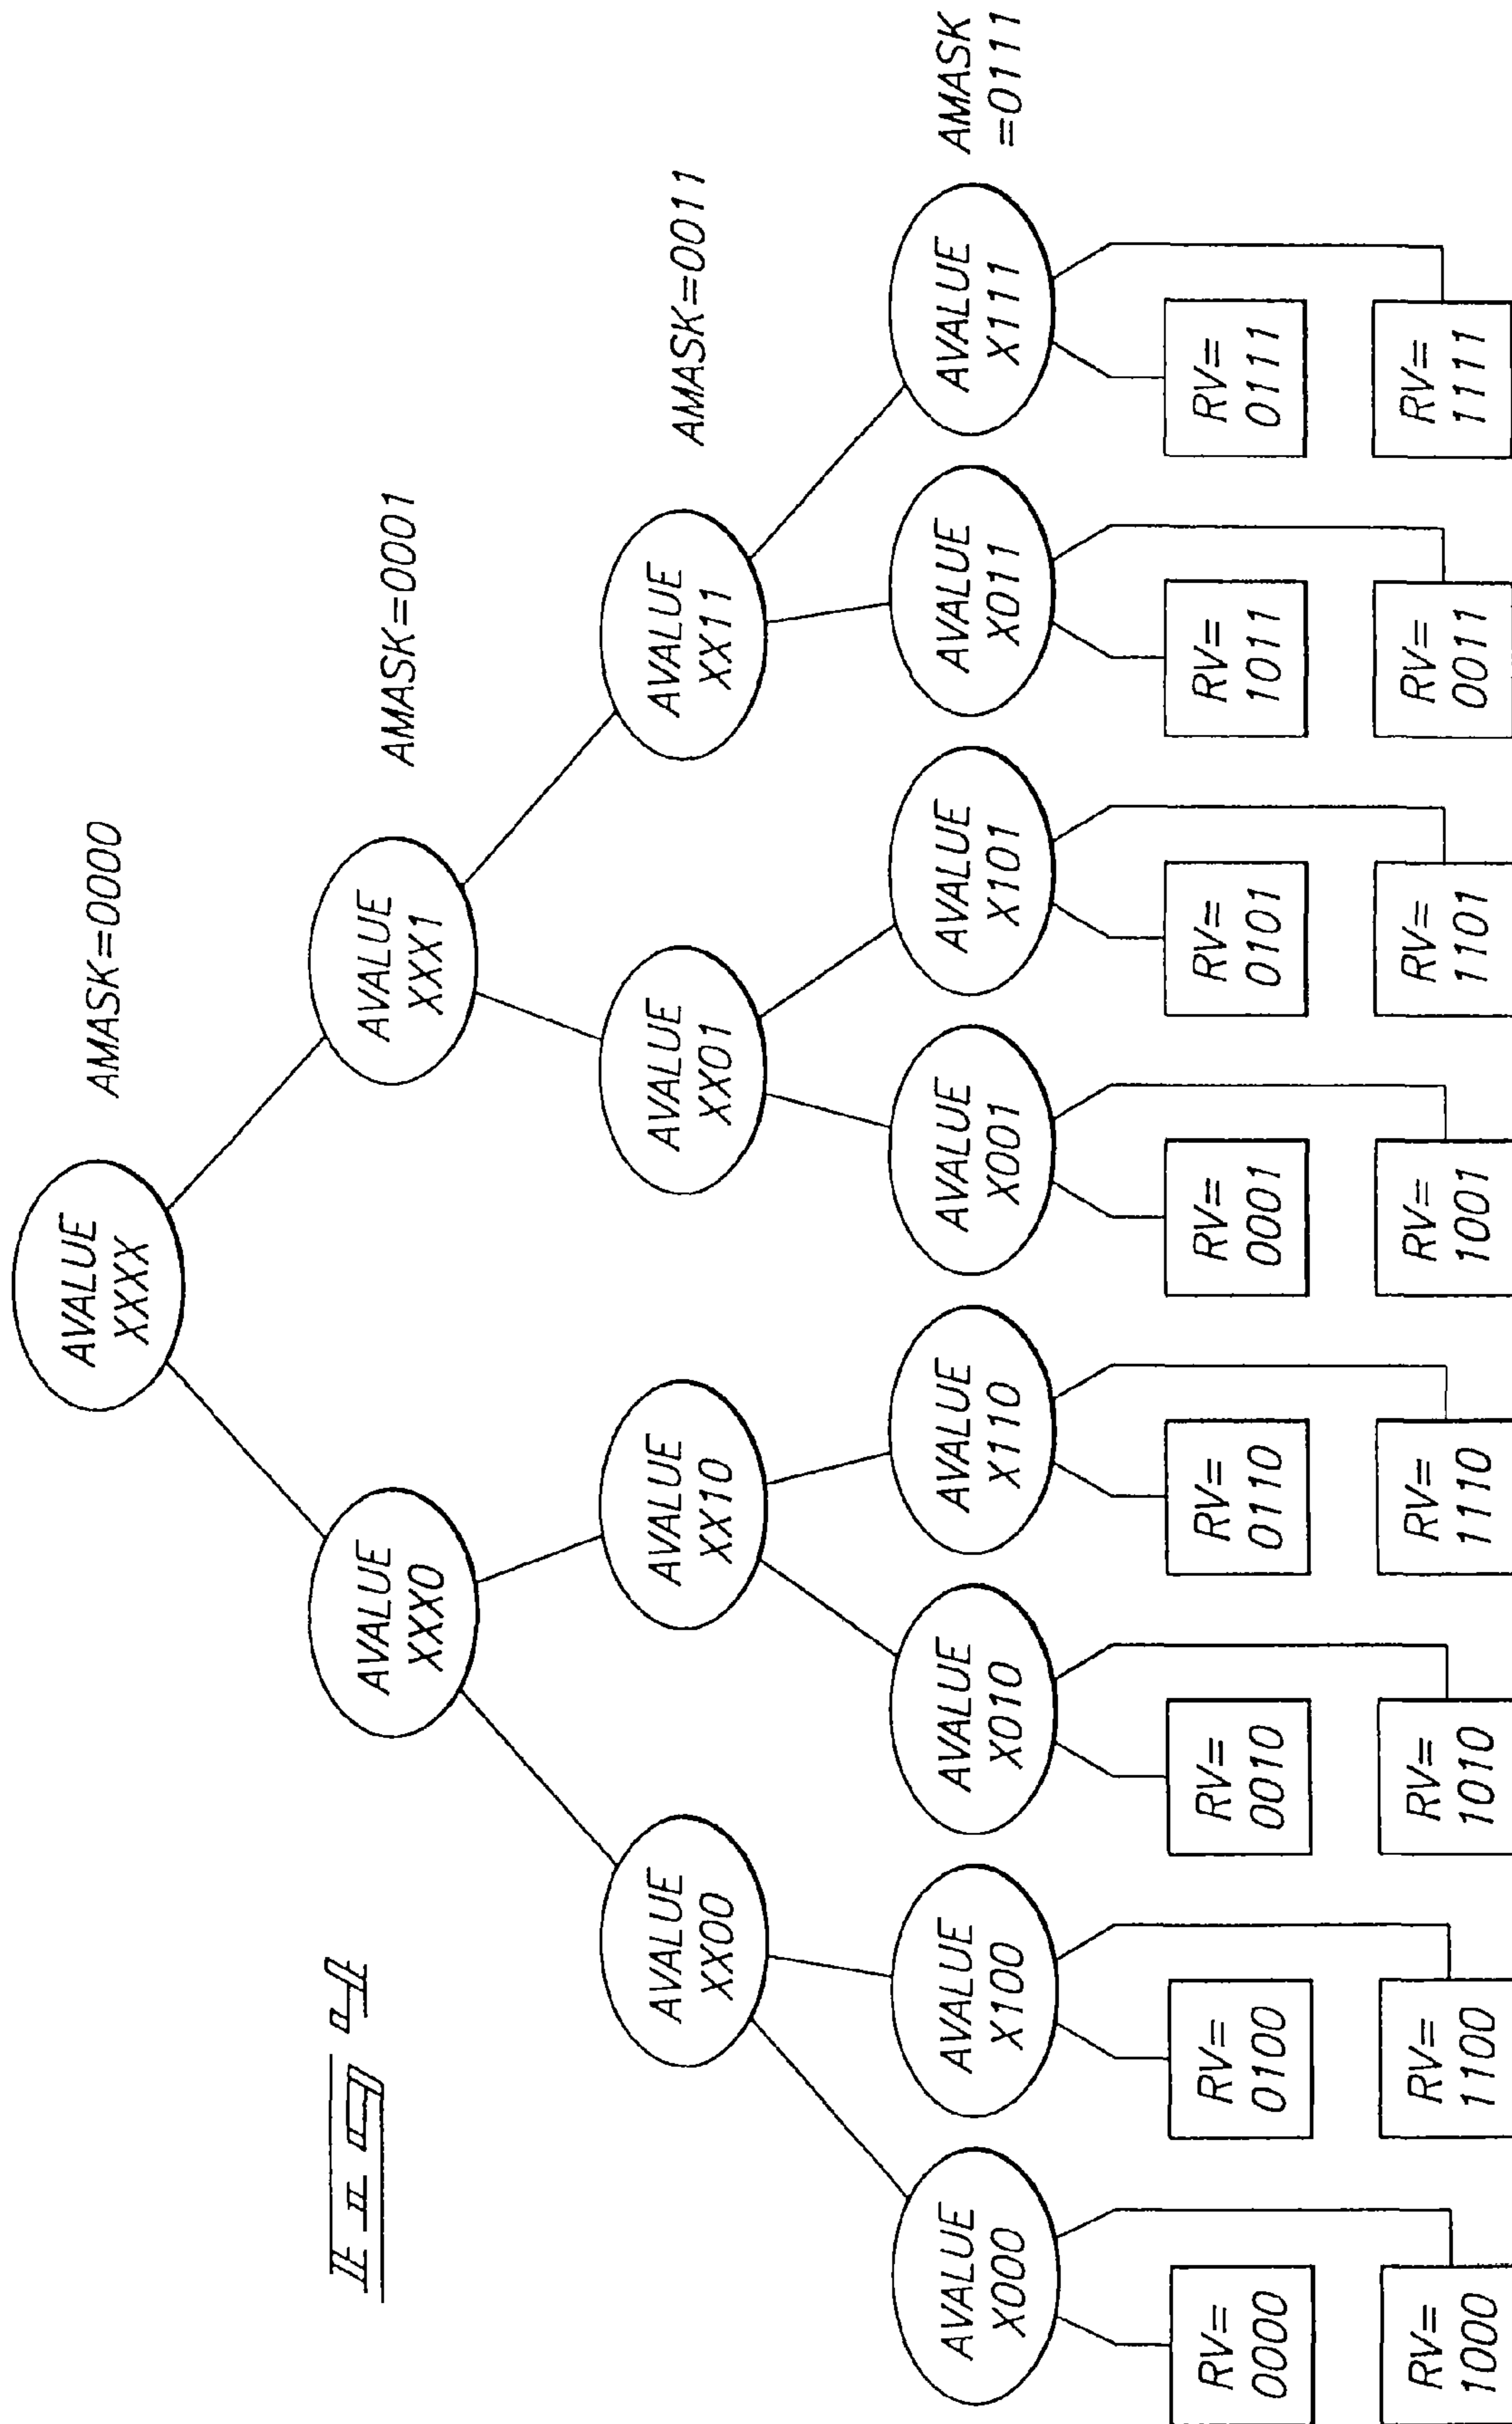 FIG 4
AVALUE
XXXX
AMASK=0000
AVALUE
XXX0
AVALUE
XXX1
AMASK=0001
AVALUE
XX00
AVALUE
XX10
AVALUE
XX01
AVALUE
XX11
AMASK=0011
AVALUE
X000
AVALUE
X100
AVALUE
X010
AVALUE
X110
AVALUE
X001
AVALUE
X101
AVALUE
X011
AVALUE
X111
AMASK
=0111
RV=
0000
RV=
0100
RV=
0010
RV=
0110
RV=
0001
RV=
0101
RV=
1011
RV=
0111
RV=
1000
RV=
1100
RV=
1010
RV=
1110
RV=
1001
RV=
1101
RV=
0011
RV=
1111